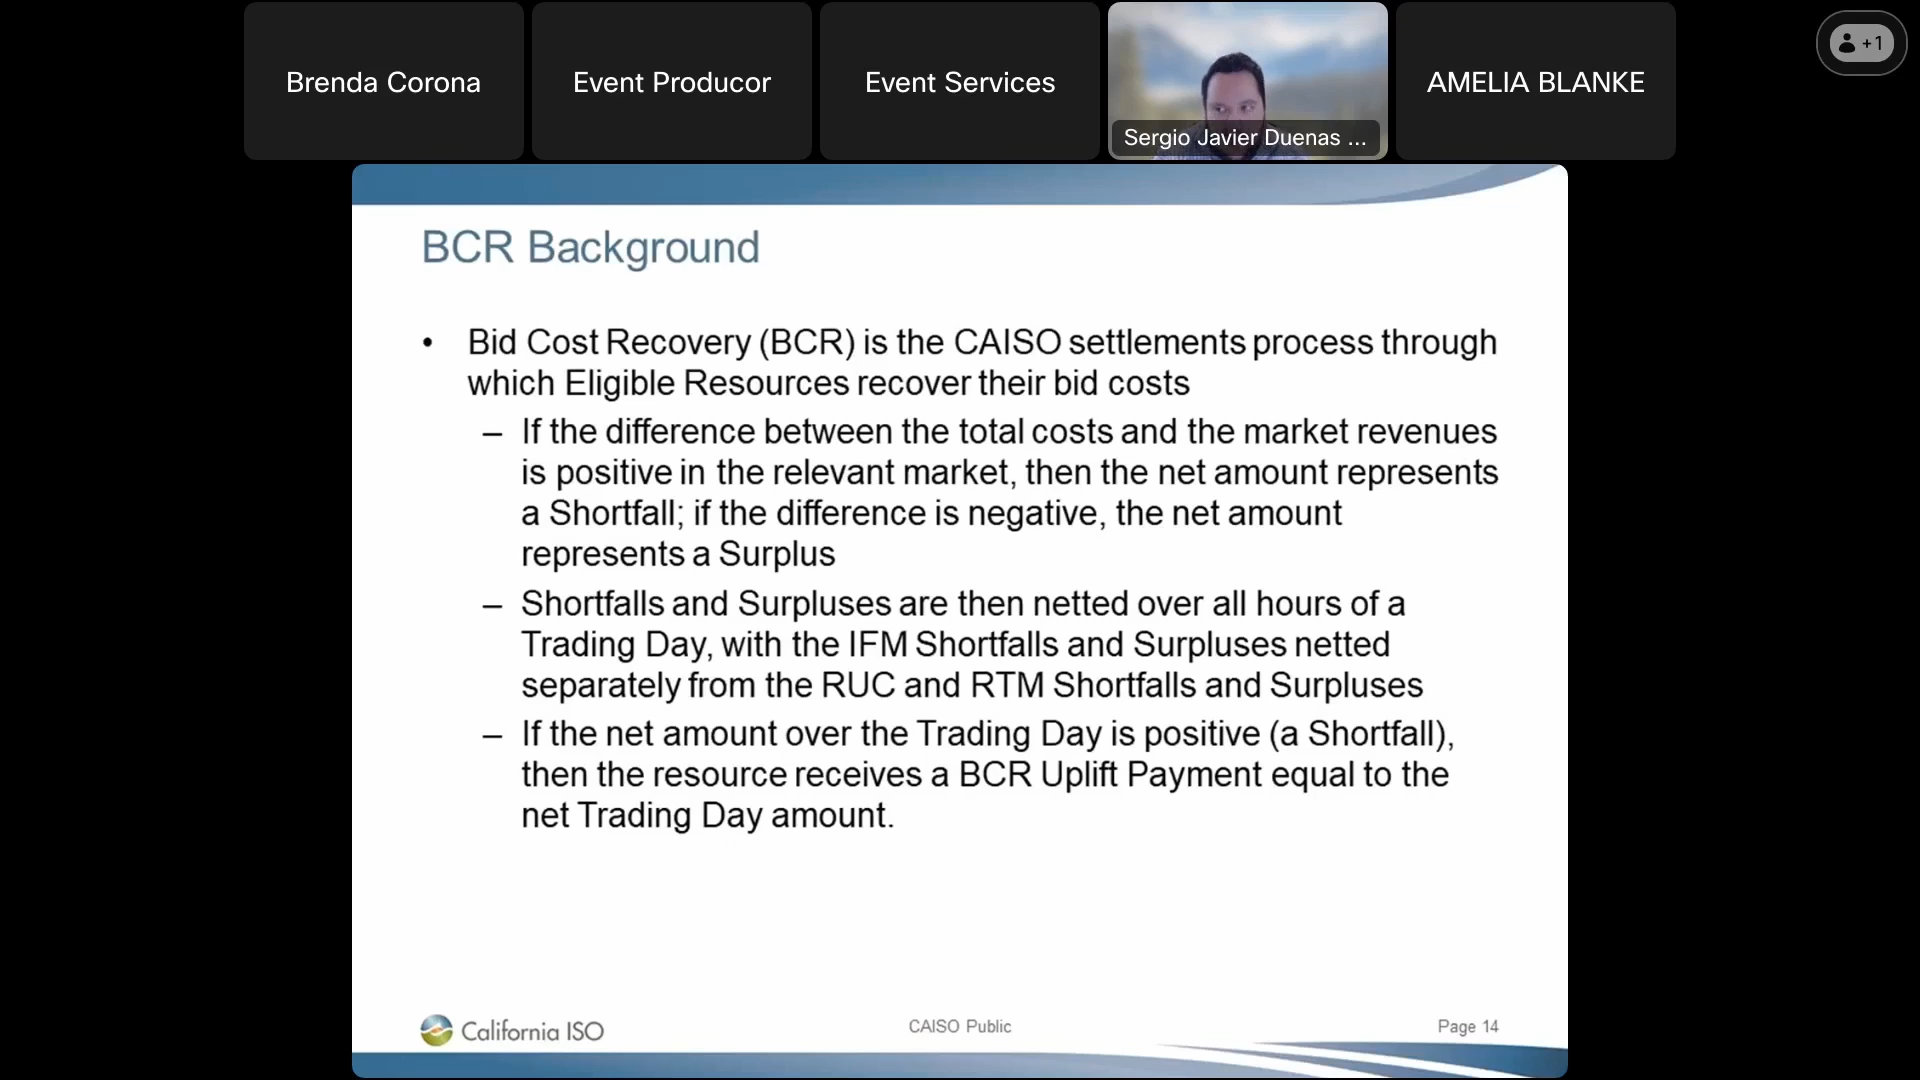 Brenda Corona
Event Producor
Event Services
Sergio Javier Duenas ...
AMELIA BLANKE
+1
BCR Background
• Bid Cost Recovery (BCR) is the CAISO settlements process through
which Eligible Resources recover their bid costs
– If the difference between the total costs and the market revenues
is positive in the relevant market, then the net amount represents
a Shortfall; if the difference is negative, the net amount
represents a Surplus
– Shortfalls and Surpluses are then netted over all hours of a
Trading Day, with the IFM Shortfalls and Surpluses netted
separately from the RUC and RTM Shortfalls and Surpluses
– If the net amount over the Trading Day is positive (a Shortfall),
then the resource receives a BCR Uplift Payment equal to the
net Trading Day amount.
California ISO
CAISO Public
Page 14